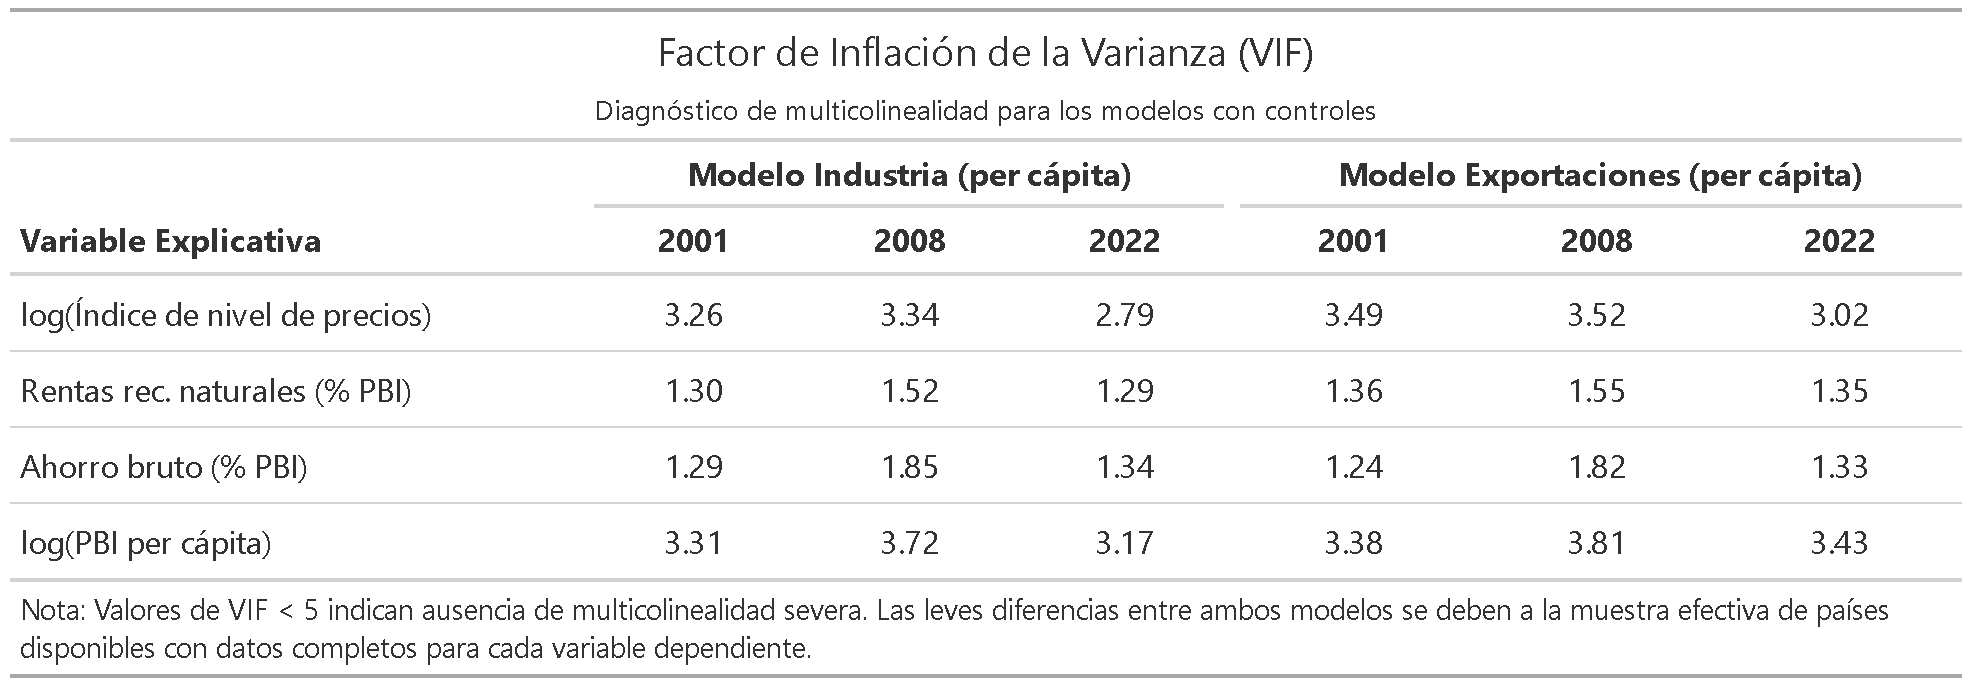 Factor de Inflación de la Varianza (VIF)
Diagnóstico de multicolinealidad para los modelos con controles
Modelo Industria (per cápita) Modelo Exportaciones (per cápita)
Variable Explicativa 2001 2008 2022 2001 2008 2022
log(Índice de nivel de precios) 3.26 3.34 2.79 3.49 3.52 3.02
Rentas rec. naturales (% PBI) 1.30 1.52 1.29 1.36 1.55 1.35
Ahorro bruto (% PBI) 1.29 1.85 1.34 1.24 1.82 1.33
log(PBI per cápita) 3.31 3.72 3.17 3.38 3.81 3.43
Nota: Valores de VIF < 5 indican ausencia de multicolinealidad severa. Las leves diferencias entre ambos modelos se deben a la muestra efectiva de países
disponibles con datos completos para cada variable dependiente.